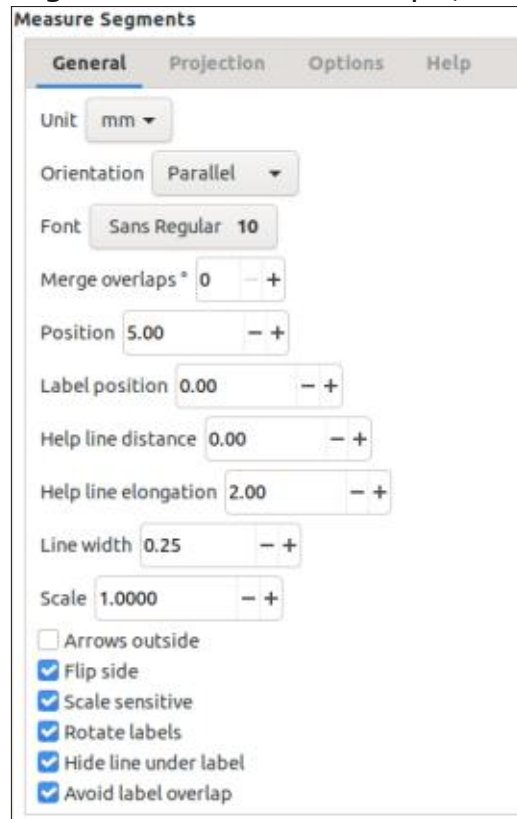 Measure Segments
General Projection Options Help
Unit mm
Orientation Parallel
Font Sans Regular 10
Merge overlaps ° 0 − +
Position 5.00 − +
Label position 0.00 − +
Help line distance 0.00 − +
Help line elongation 2.00 − +
Line width 0.25 − +
Scale 1.0000 − +
Arrows outside
Flip side
Scale sensitive
Rotate labels
Hide line under label
Avoid label overlap